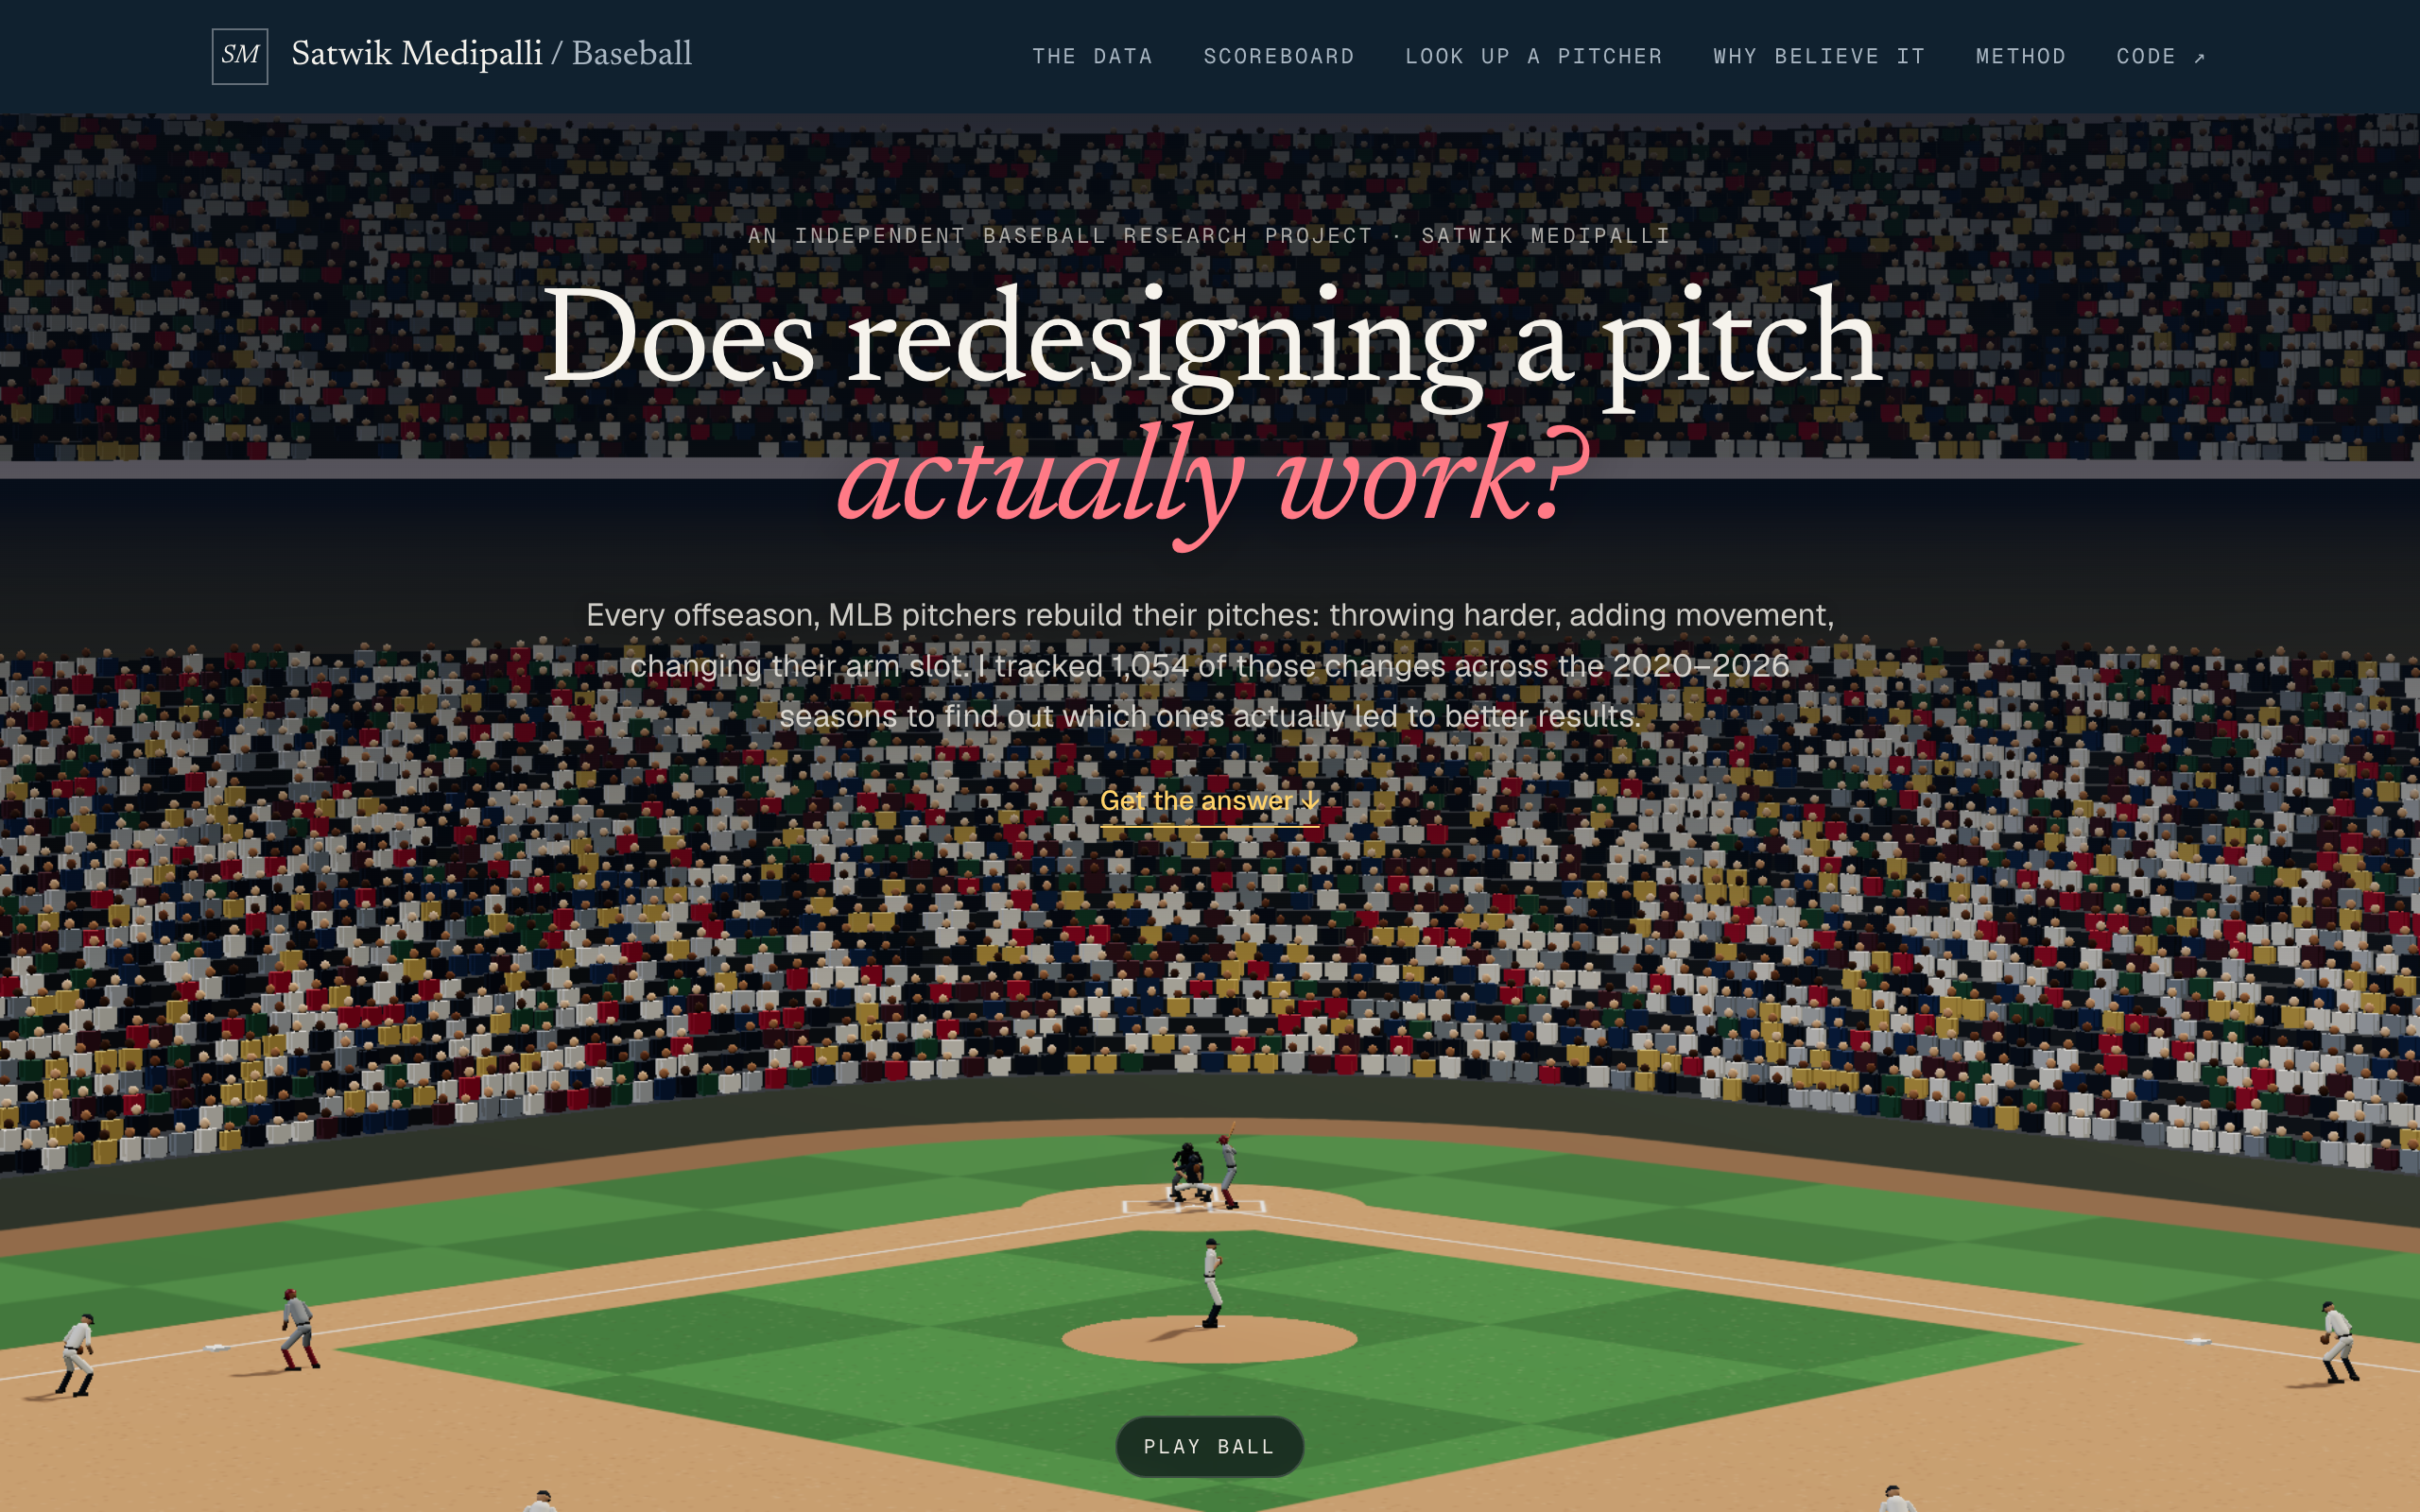 SM
Satwik Medipalli / Baseball
THE DATA
SCOREBOARD
LOOK UP A PITCHER
WHY BELIEVE IT
METHOD
CODE ↗
AN INDEPENDENT BASEBALL RESEARCH PROJECT · SATWIK MEDIPALLI
Does redesigning a pitch
actually work?
Every offseason, MLB pitchers rebuild their pitches: throwing harder, adding movement,
changing their arm slot. I tracked 1,054 of those changes across the 2020–2026
seasons to find out which ones actually led to better results.
Get the answer ↓
PLAY BALL